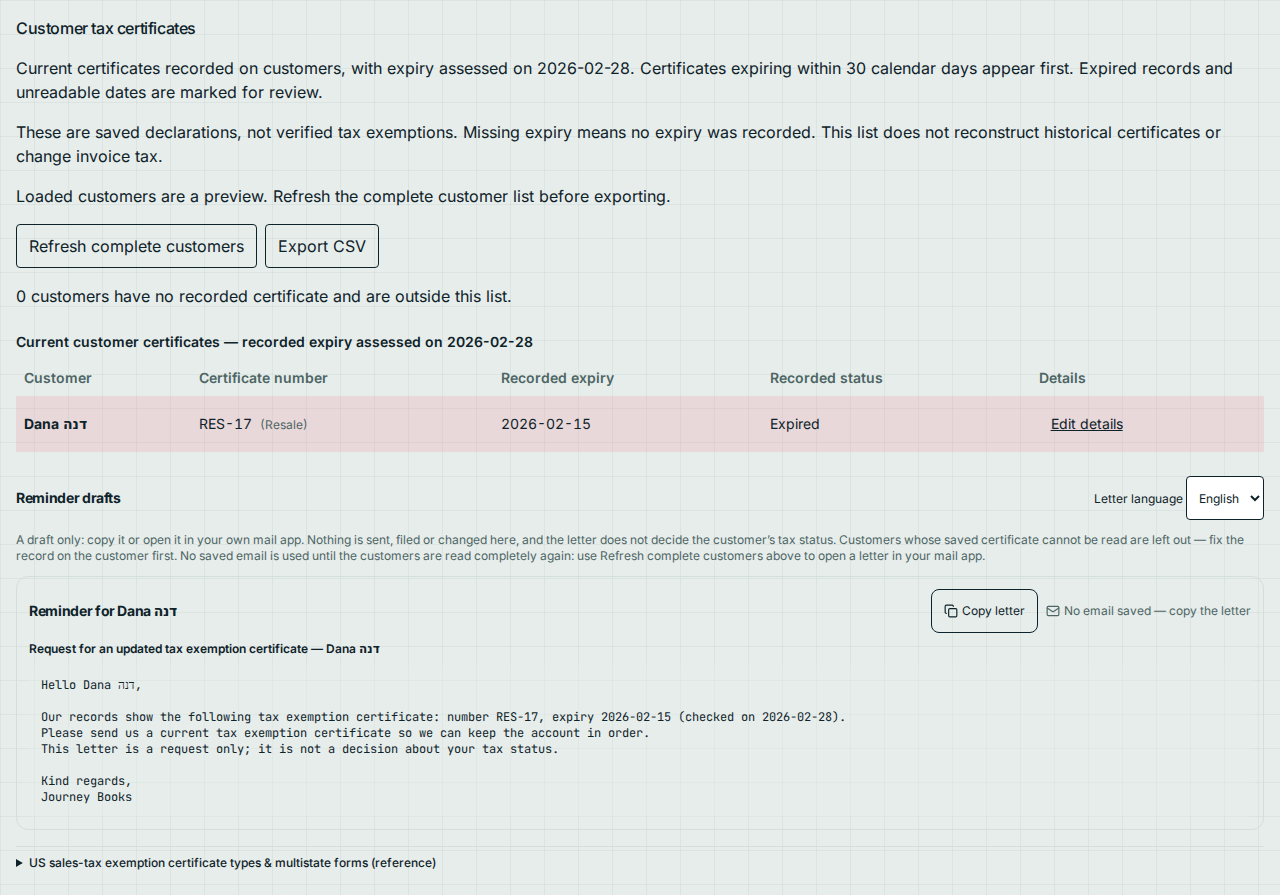 Customer tax certificates
Current certificates recorded on customers, with expiry assessed on 2026-02-28. Certificates expiring within 30 calendar days appear first. Expired records and
unreadable dates are marked for review.
These are saved declarations, not verified tax exemptions. Missing expiry means no expiry was recorded. This list does not reconstruct historical certificates or
change invoice tax.
Loaded customers are a preview. Refresh the complete customer list before exporting.
Refresh complete customers Export CSV
0 customers have no recorded certificate and are outside this list.
Current customer certificates — recorded expiry assessed on 2026-02-28
Customer Certificate number Recorded expiry Recorded status Details
Dana דנה RES-17 (Resale) 2026-02-15 Expired Edit details
Reminder drafts Letter language English
A draft only: copy it or open it in your own mail app. Nothing is sent, filed or changed here, and the letter does not decide the customer’s tax status. Customers whose saved certificate cannot be read are left out — fix the
record on the customer first. No saved email is used until the customers are read completely again: use Refresh complete customers above to open a letter in your mail app.
Reminder for Dana דנה Copy letter No email saved — copy the letter
Request for an updated tax exemption certificate — Dana דנה
Hello Dana דנה,
Our records show the following tax exemption certificate: number RES-17, expiry 2026-02-15 (checked on 2026-02-28).
Please send us a current tax exemption certificate so we can keep the account in order.
This letter is a request only; it is not a decision about your tax status.
Kind regards,
Journey Books
US sales-tax exemption certificate types & multistate forms (reference)